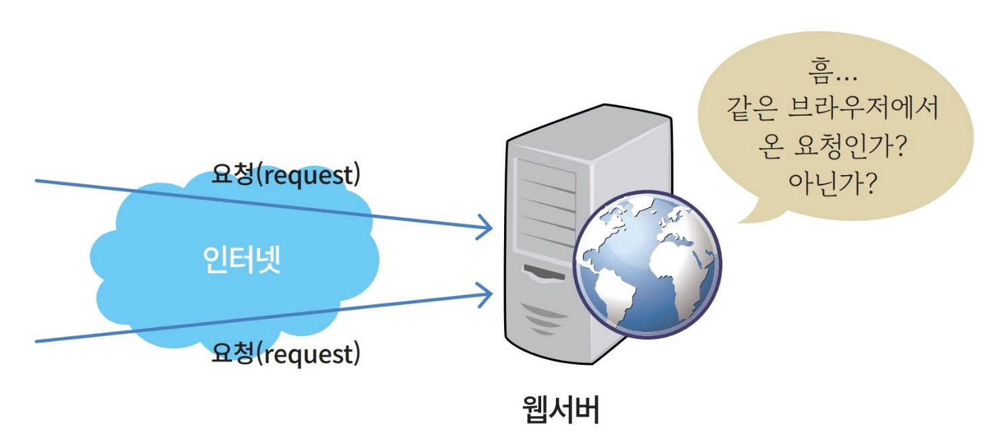 흠...
같은 브라우저에서
온 요청인가?
아닌가?
요청(request)
인터넷
요청(request)
웹서버